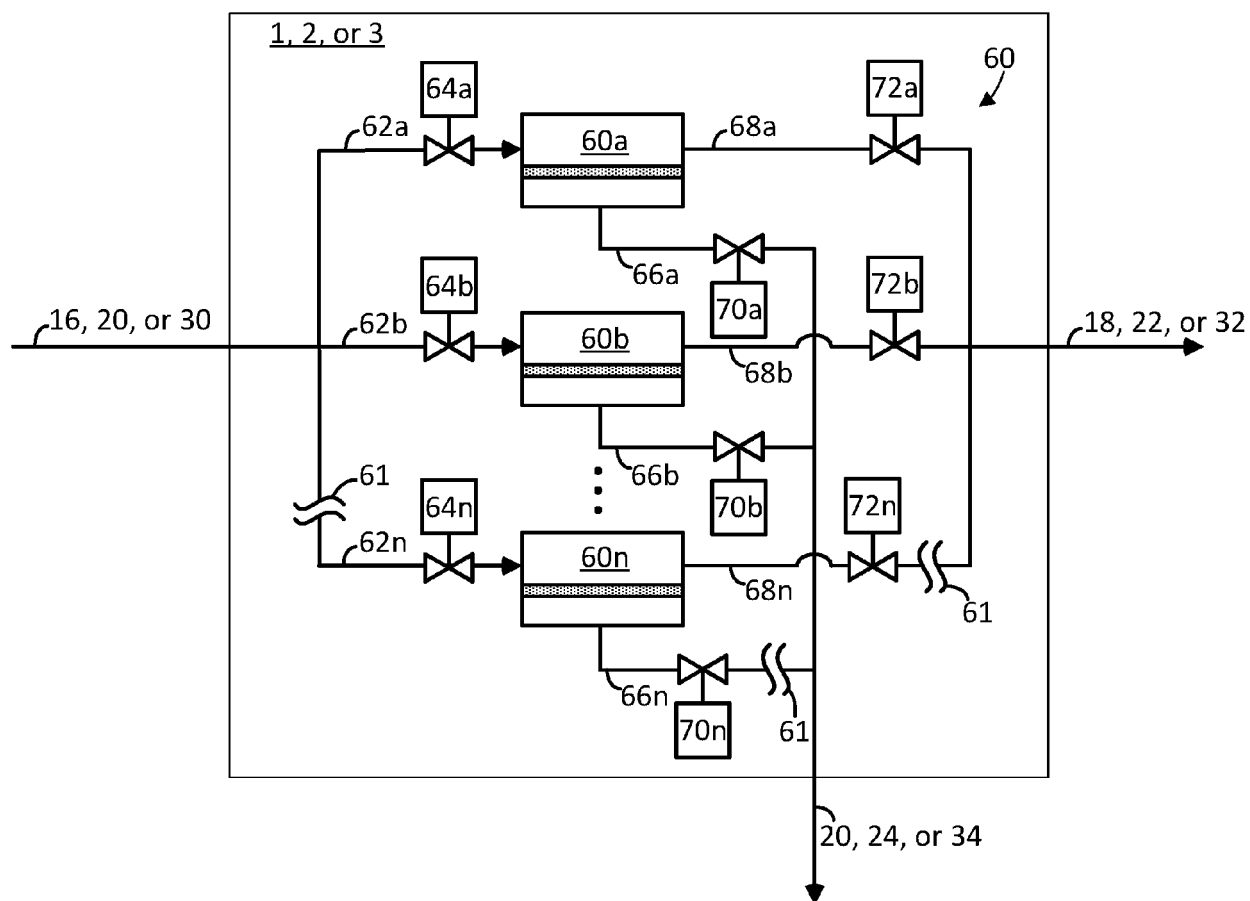 1, 2, or 3
60
64a
72a
62a
60a
68a
66a
64b
70a
72b
16, 20, or 30
62b
60b
68b
18, 22, or 32
66b
61
64n
70b
72n
62n
60n
68n
61
66n
70n
61
20, 24, or 34